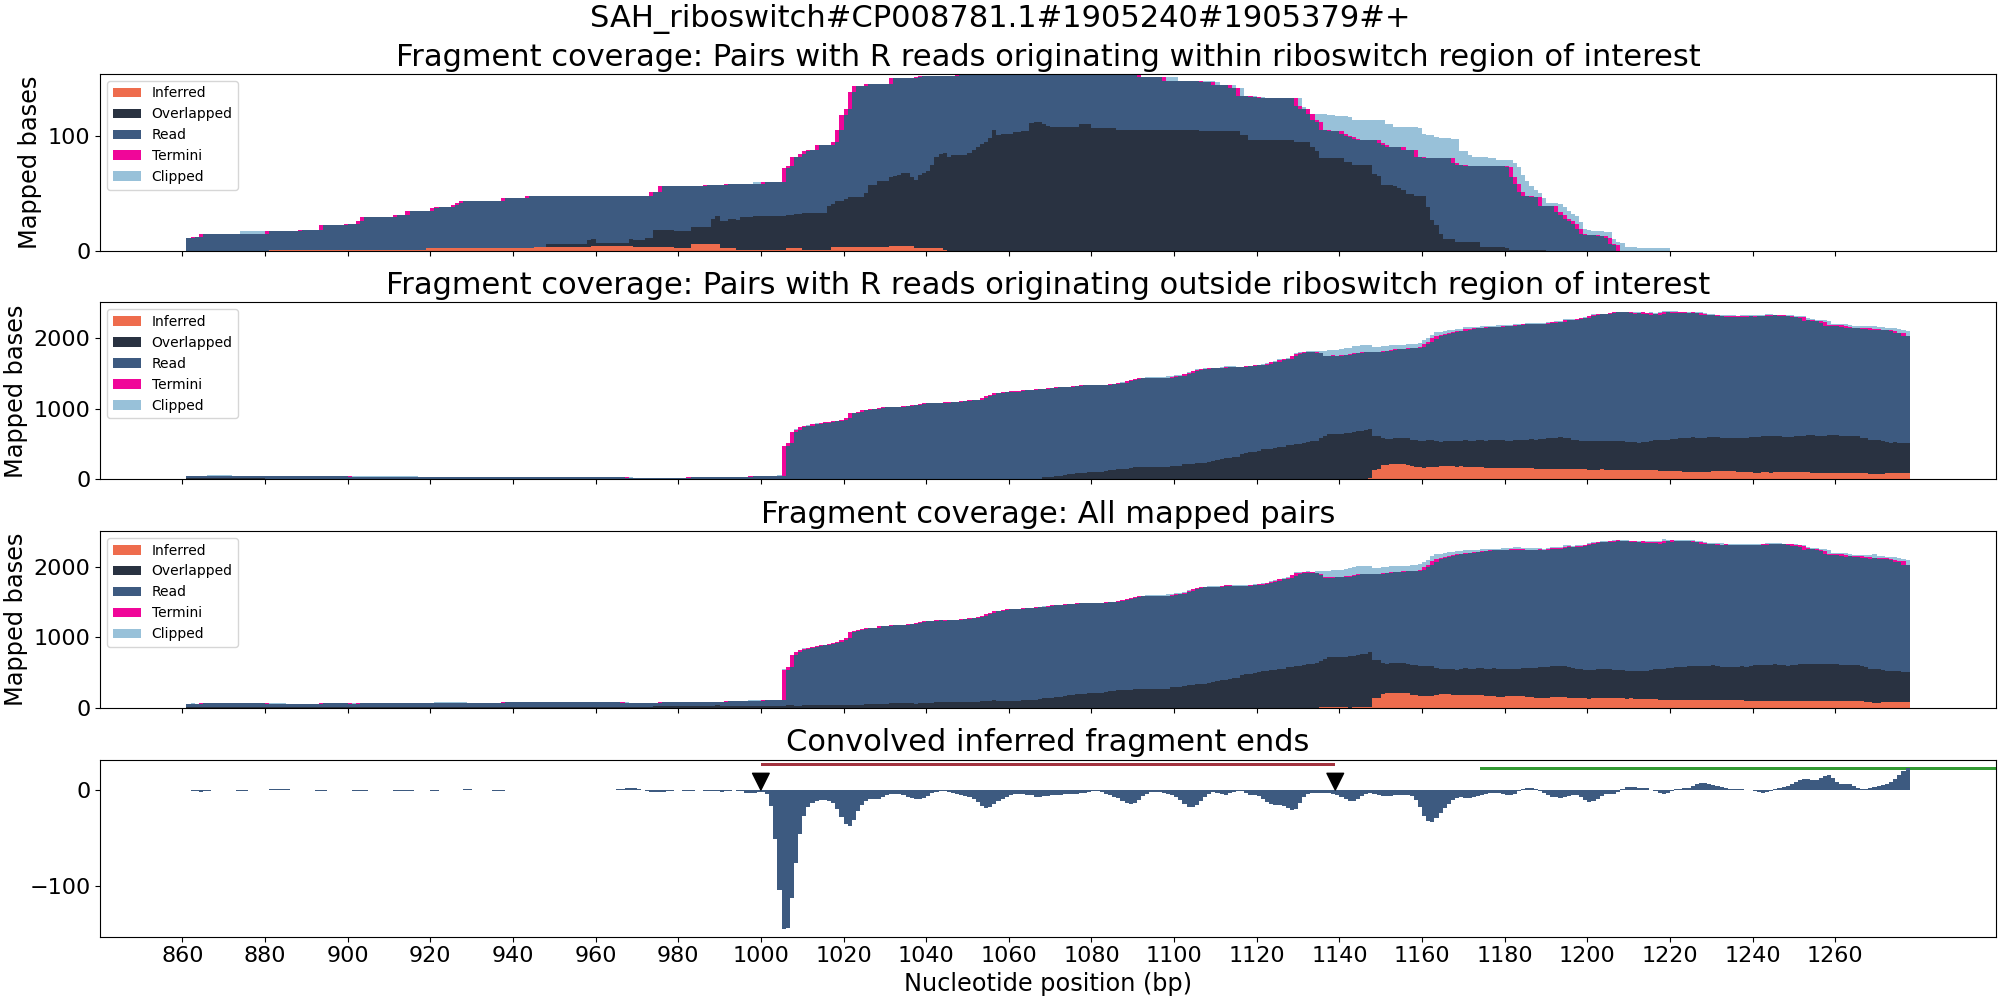 SAH_riboswitch#CP008781.1#1905240#1905379#+
Fragment coverage: Pairs with R reads originating within riboswitch region of interest
Mapped bases
100
0
Inferred
Overlapped
Read
Termini
Clipped
Fragment coverage: Pairs with R reads originating outside riboswitch region of interest
Mapped bases
2000
1000
0
Inferred
Overlapped
Read
Termini
Clipped
Fragment coverage: All mapped pairs
Mapped bases
2000
1000
0
Inferred
Overlapped
Read
Termini
Clipped
Convolved inferred fragment ends
0
−100
860 880 900 920 940 960 980 1000 1020 1040 1060 1080 1100 1120 1140 1160 1180 1200 1220 1240 1260
Nucleotide position (bp)